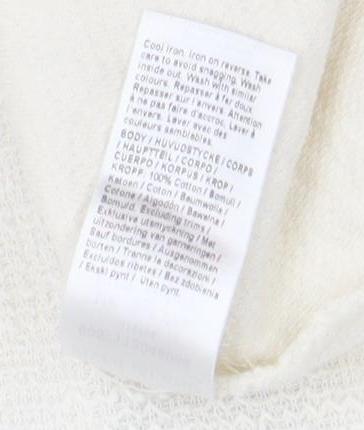 Cool iron. Iron on reverse. Take
care to avoid snagging. Wash
inside out. Wash with similar
colours. Repasser à fer doux.
Repasser sur l'envers. Attention
à ne pas faire d'accroc. Laver à
l'envers. Laver avec des
couleurs semblables.
BODY / HUVUDSTYCKE / CORPS
/ HAUPTTEIL / CORPO /
CUERPO / KORPUS / KROP /
KROPP: 100% Cotton / Bomull /
Katoen / Coton / Baumwolle /
Cotone / Algodón / Bawełna /
Bomuld. Excluding trims /
Exklusive utsmyckning / Met
uitzondering van garneringen /
Sauf bordures / Ausgenommen
borten / Tranne le decorazioni /
Excluidos ribetes / Bez zdobienia
/ Ekskl pynt / Uten pynt.